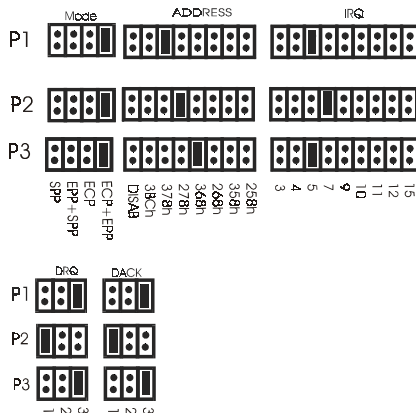 Mode ADDRESS IRQ
P1
P2
P3
SPP EPP+SPP ECP ECP+EPP DISAB 3BCh 378h 278h 368h 268h 358h 258h 3 4 5 7 9 10 11 12 15
DRQ DACK
P1
P2
P3
1 2 3 1 2 3